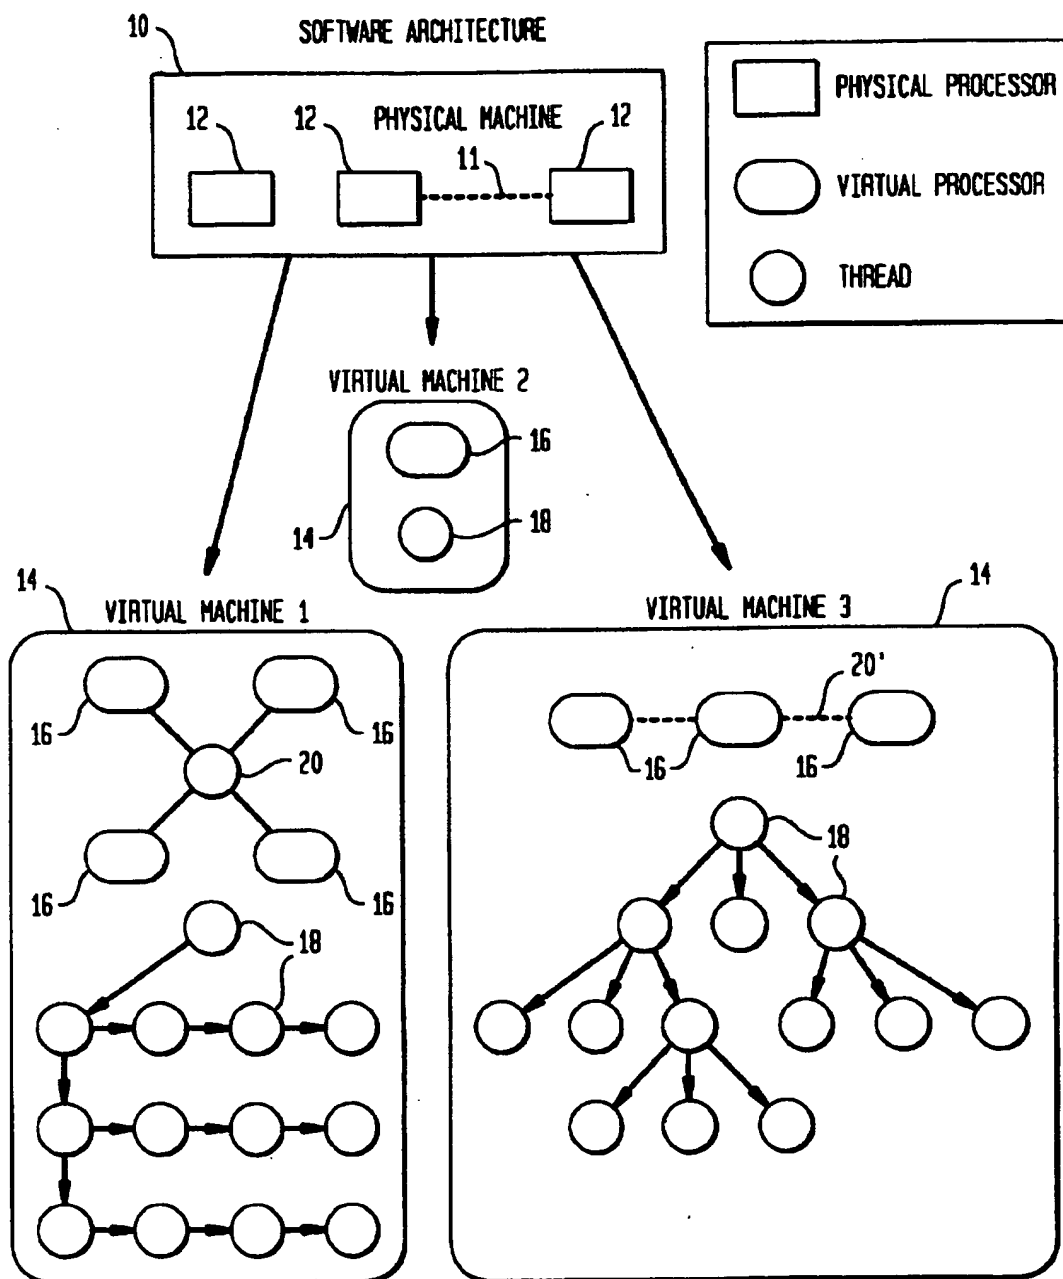 10
SOFTWARE ARCHITECTURE
PHYSICAL MACHINE
12
12
12
11
PHYSICAL PROCESSOR
VIRTUAL PROCESSOR
THREAD
VIRTUAL MACHINE 2
16
18
14
14
VIRTUAL MACHINE 1
16
16
20
16
16
18
VIRTUAL MACHINE 3
14
20'
16
16
18